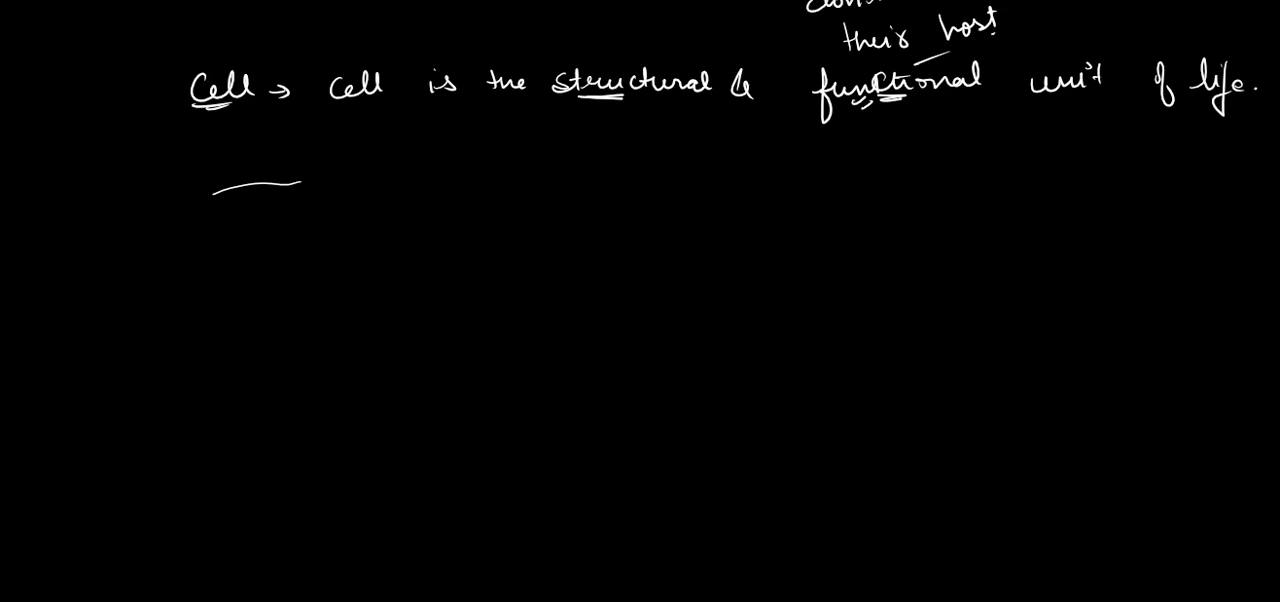 their host
Cell → Cell is the structural & functional unit of life.